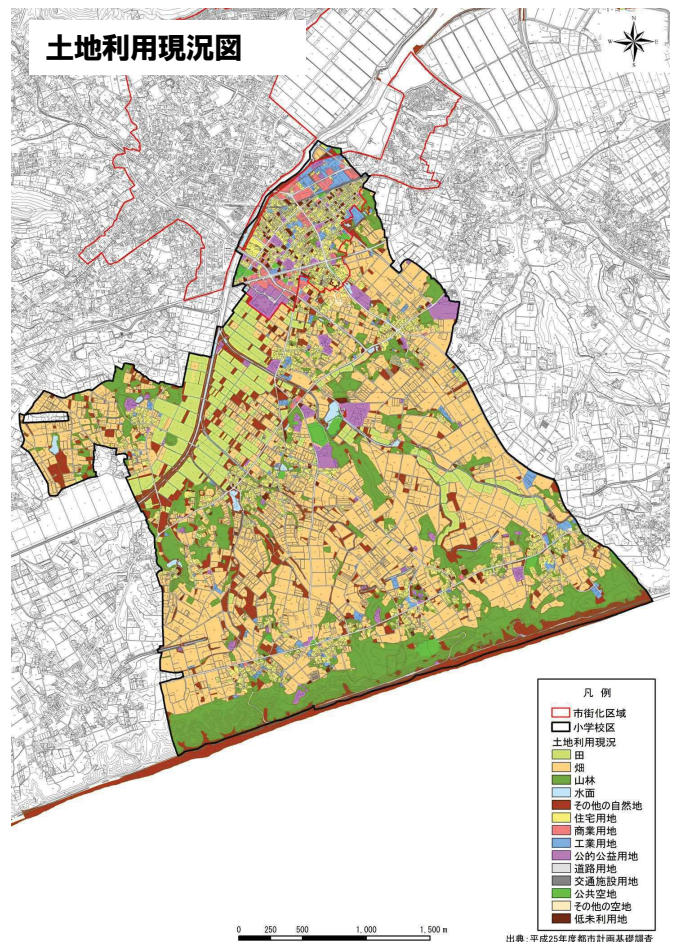 土地利用現況図
N
W
E
S
凡 例
市街化区域
小学校区
土地利用現況
田
畑
山林
水面
その他の自然地
住宅用地
商業用地
工業用地
公的公益用地
道路用地
交通施設用地
公共空地
その他の空地
低未利用地
0 250 500 1,000 1,500 m
出典:平成25年度都市計画基礎調査